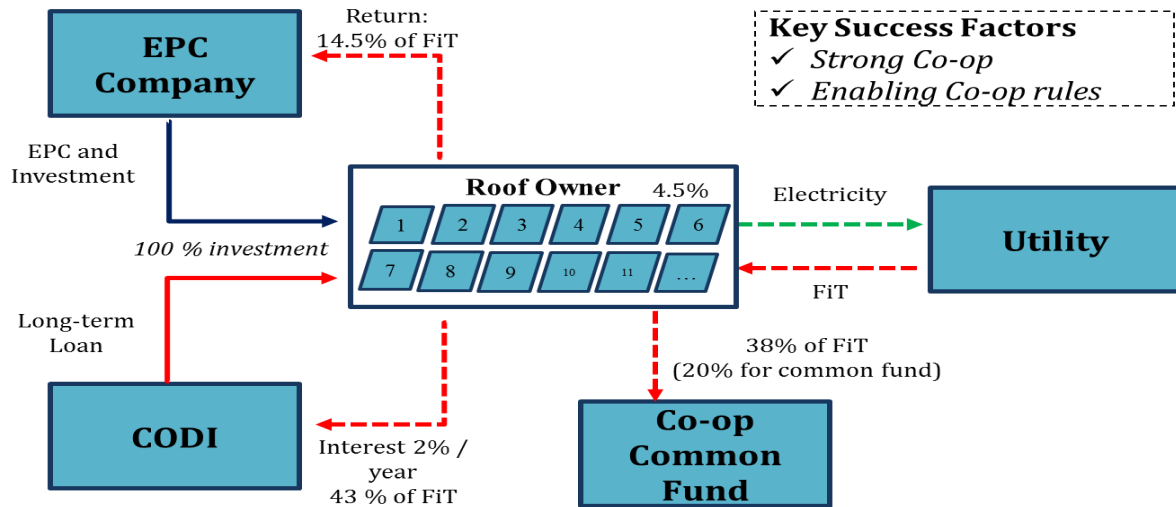 EPC
Company
Return:
14.5% of FiT
Key Success Factors
✓ Strong Co-op
✓ Enabling Co-op rules
EPC and
Investment
100 % investment
Roof Owner
4.5%
1 2 3 4 5 6
7 8 9 10 11 ...
Electricity
FiT
Utility
Long-term
Loan
CODI
Interest 2% /
year
43 % of FiT
38% of FiT
(20% for common fund)
Co-op
Common
Fund